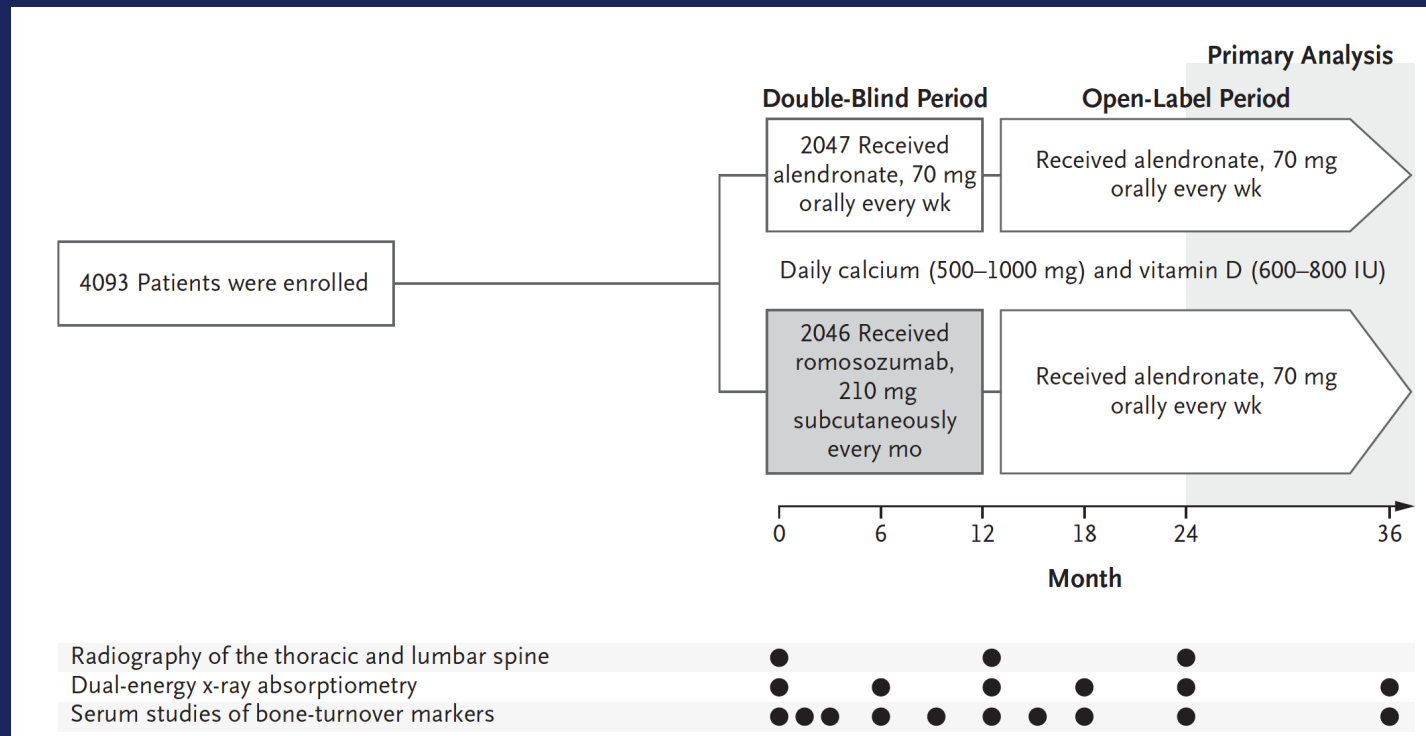 Primary Analysis
Double-Blind Period
Open-Label Period
2047 Received
alendronate, 70 mg
orally every wk
Received alendronate, 70 mg
orally every wk
4093 Patients were enrolled
Daily calcium (500–1000 mg) and vitamin D (600–800 IU)
2046 Received
romosozumab,
210 mg
subcutaneously
every mo
Received alendronate, 70 mg
orally every wk
0 6 12 18 24 36
Month
Radiography of the thoracic and lumbar spine
Dual-energy x-ray absorptiometry
Serum studies of bone-turnover markers